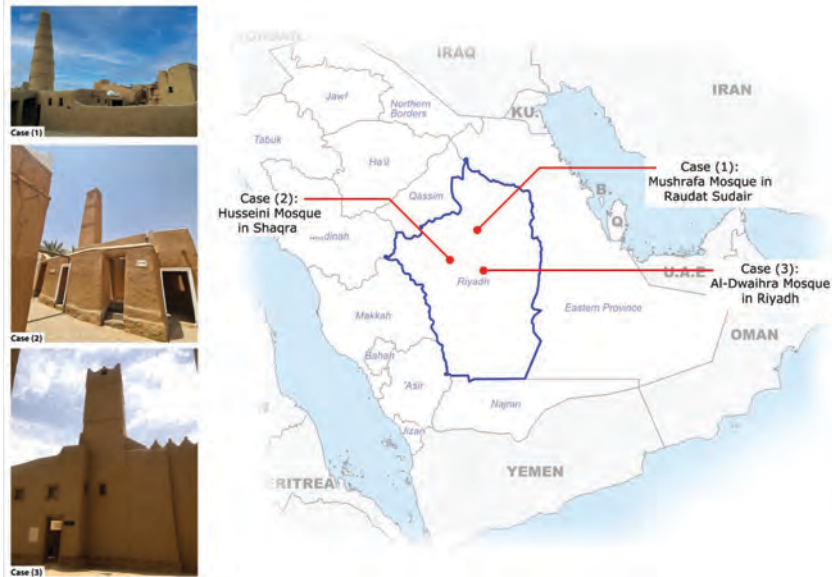 Case (1)
Case (2)
Case (3)
IRAQ
IRAN
KU.
Jawf
Northern
Borders
Tabuk
Ha'il
Qassim
Case (1):
Mushrafa Mosque in
Raudat Sudair
Case (2):
Husseini Mosque
in Shaqra
B.
Q.
dinah
Riyadh
U.A.E
Case (3):
Al-Dwaihra Mosque
in Riyadh
Eastern Province
Makkah
OMAN
Bahah
'Asir
Najran
Jizan
YEMEN
ERITREA